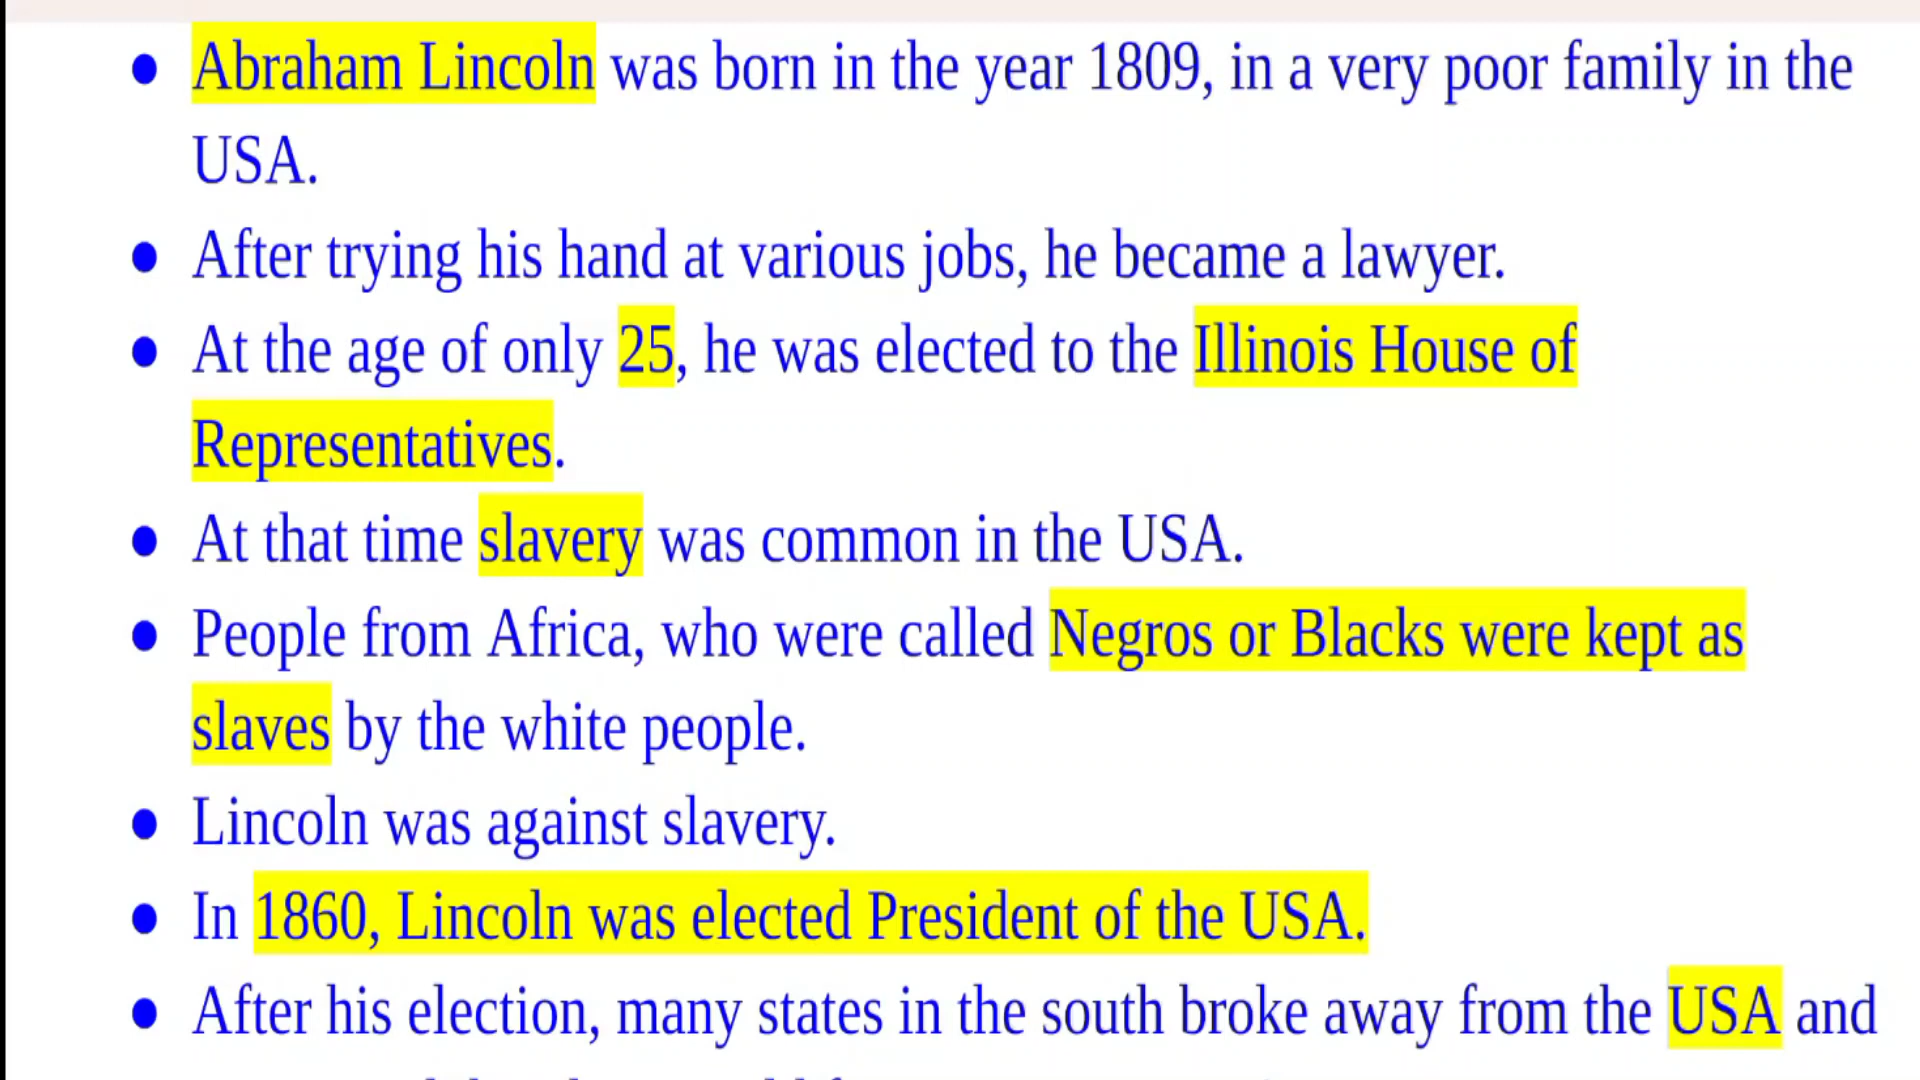 ● Abraham Lincoln was born in the year 1809, in a very poor family in the
USA.
● After trying his hand at various jobs, he became a lawyer.
● At the age of only 25, he was elected to the Illinois House of
Representatives.
● At that time slavery was common in the USA.
● People from Africa, who were called Negros or Blacks were kept as
slaves by the white people.
● Lincoln was against slavery.
● In 1860, Lincoln was elected President of the USA.
● After his election, many states in the south broke away from the USA and